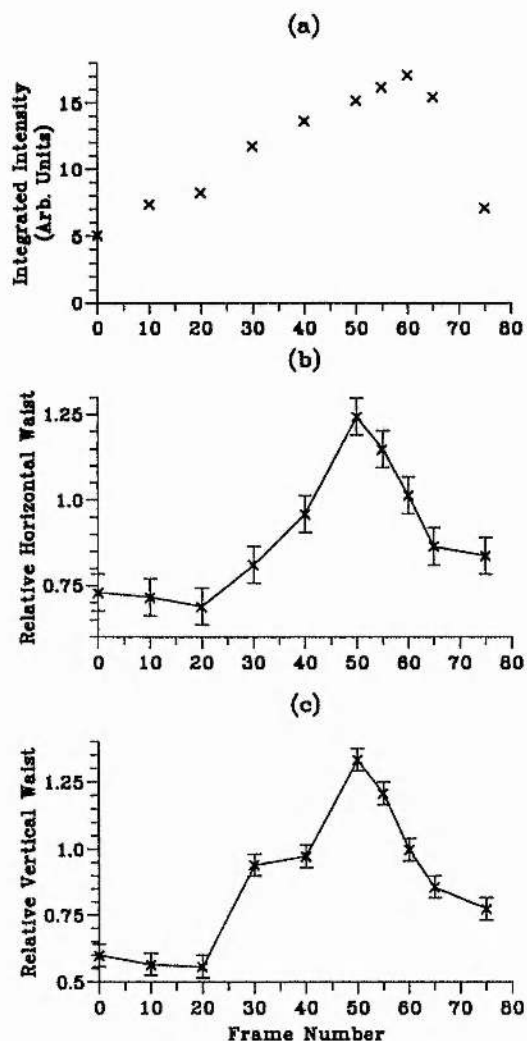 (a)
Integrated Intensity
(Arb. Units)
15
10
5
0
0 10 20 30 40 50 60 70 80
(b)
Relative Horizontal Waist
1.25
1.0
0.75
0 10 20 30 40 50 60 70 80
(c)
Relative Vertical Waist
1.25
1.0
0.75
0.5
0 10 20 30 40 50 60 70 80
Frame Number